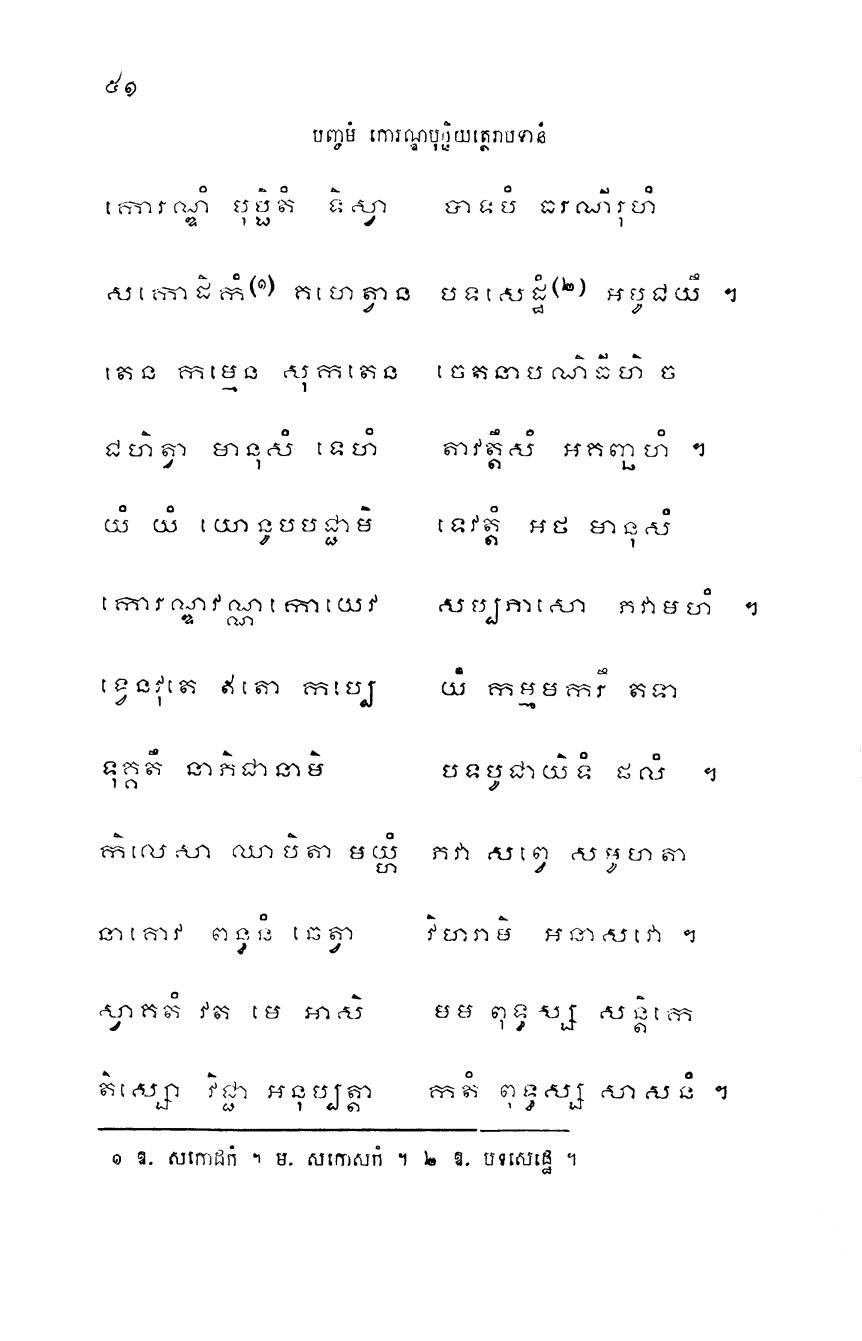 ៥១
បញ្ចមំ កោរណ្ឌបុប្ផិយត្ថេរាបទានំ
កោរណ្ឌំ បុប្ផិតំ ទិស្វា បាទបំ ធរណីរុហំ
សកោដិកំ(១) គហេត្វាន បទសេដ្ឋំ(២) អបូជយឹ ។
តេន កម្មេន សុកតេន ចេតនាបណិធីហិ ច
ជហិត្វា មានុសំ ទេហំ តាវត្តឹសំ អគញ្ឆហំ ។
យំ យំ យោនូបបជ្ជាមិ ទេវត្តំ អថ មានុសំ
កោរណ្ឌវណ្ណកោយេវ សប្បភាសោ ភវាមហំ ។
ទ្វេនវុតេ ឥតោ កប្បេ យំ កម្មមករឹ តទា
ទុគ្គតឹ នាភិជានាមិ បទបូជាយិទំ ផលំ ។
កិលេសា ឈាបិតា មយ្ហំ ភវា សព្វេ សមូហតា
នាគោវ ពន្ធនំ ឆេត្វា វិហរាមិ អនាសវោ ។
ស្វាគតំ វត មេ អាសិ មម ពុទ្ធស្ស សន្តិកេ
តិស្សោ វិជ្ជា អនុប្បត្តា កតំ ពុទ្ធស្ស សាសនំ ។
១ ឱ. សកោដកំ ។ ម. សកោសកំ ។ ២ ឱ. បទសេដ្ឋេ ។